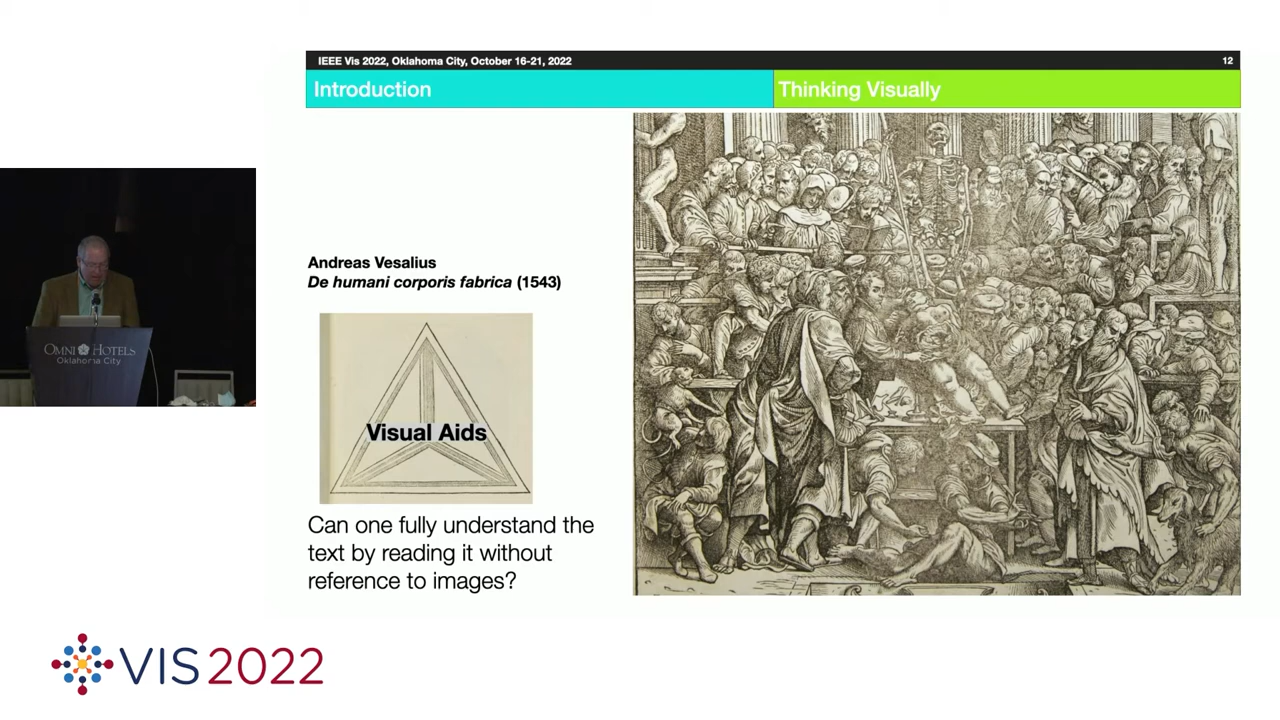 IEEE Vis 2022, Oklahoma City, October 16-21, 2022
12
Introduction
Thinking Visually
Andreas Vesalius
De humani corporis fabrica (1543)
Visual Aids
Can one fully understand the
text by reading it without
reference to images?
OMNI HOTELS
Oklahoma City
VIS2022